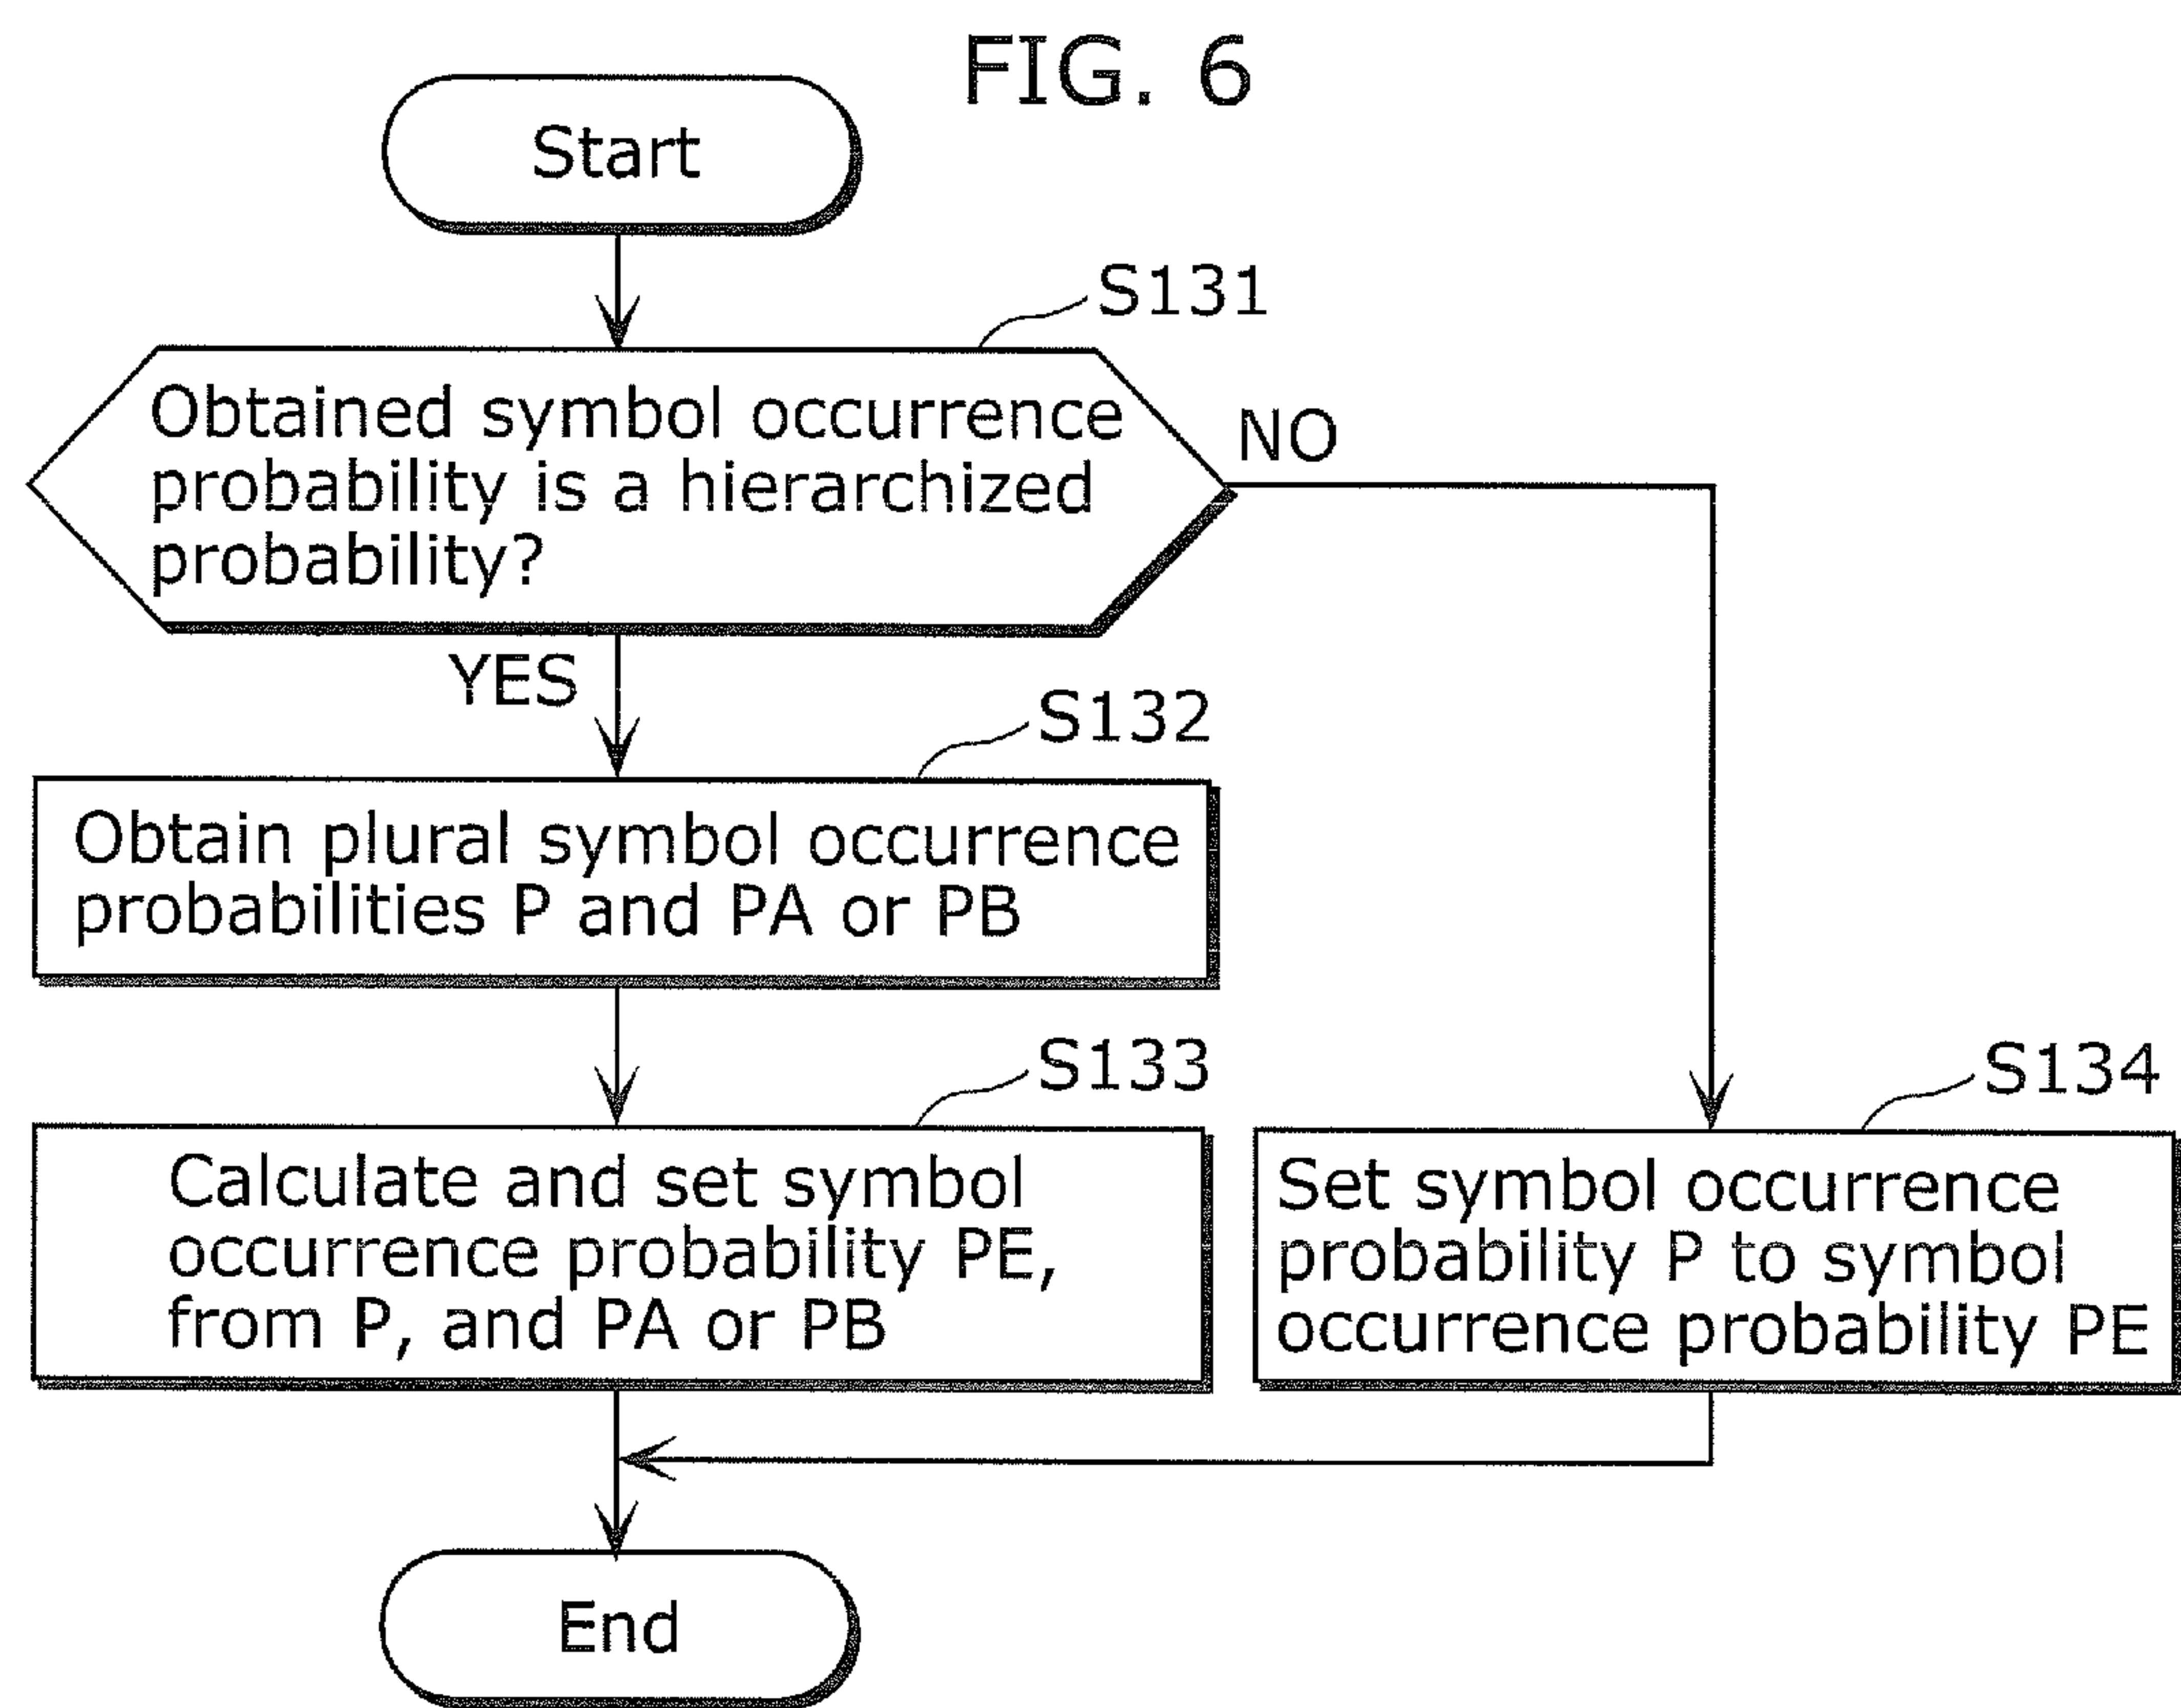 FIG. 6
Start
S131
Obtained symbol occurrence
probability is a hierarchized
probability?
NO
YES
S132
Obtain plural symbol occurrence
probabilities P and PA or PB
S133
Calculate and set symbol
occurrence probability PE,
from P, and PA or PB
S134
Set symbol occurrence
probability P to symbol
occurrence probability PE
End